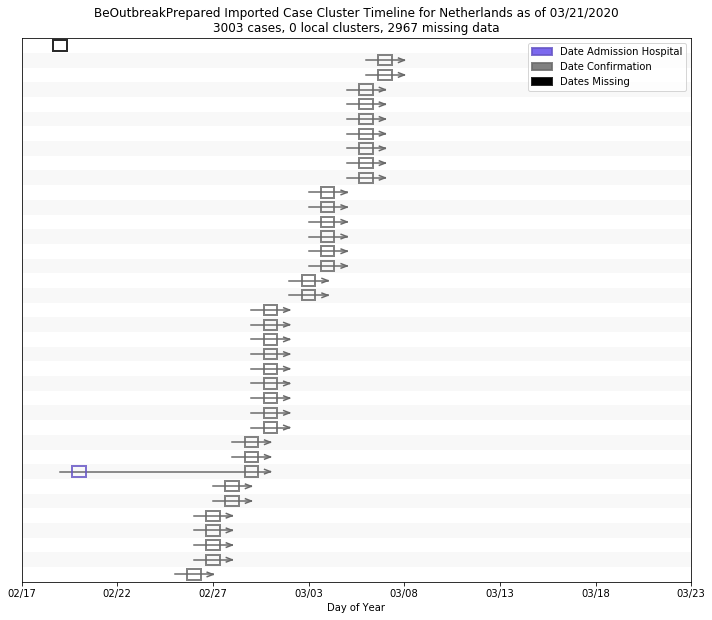 BeOutbreakPrepared Imported Case Cluster Timeline for Netherlands as of 03/21/2020
3003 cases, 0 local clusters, 2967 missing data
Date Admission Hospital
Date Confirmation
Dates Missing
02/17 02/22 02/27 03/03 03/08 03/13 03/18 03/23
Day of Year